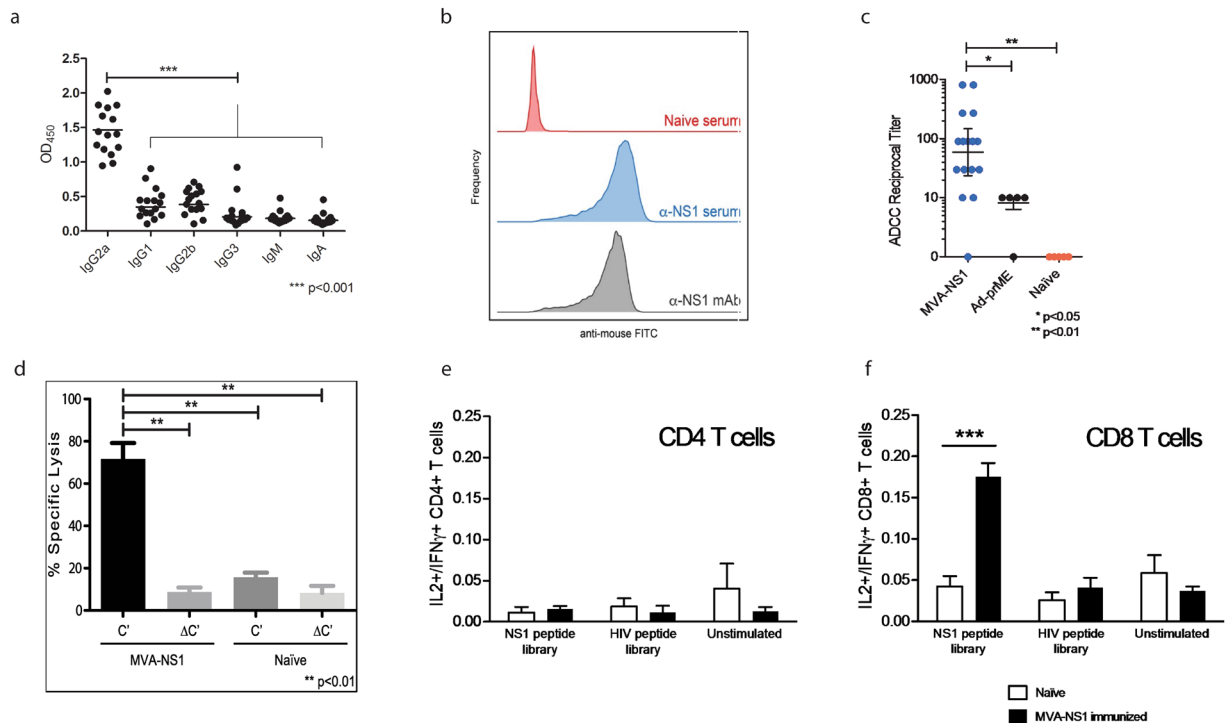 a
2.5
2.0
1.5
1.0
0.5
0.0
OD450
***
IgG2a
IgG1
IgG2b
IgG3
IgM
IgA
*** p<0.001
b
Frequency
Naive serum
α-NS1 serum
α-NS1 mAb
anti-mouse FITC
c
**
*
1000
100
10
0
ADCC Reciprocal Titer
MVA-NS1
Ad-prME
Naïve
* p<0.05
** p<0.01
d
**
**
**
100
80
60
40
20
0
% Specific Lysis
C'
ΔC'
C'
ΔC'
MVA-NS1
Naïve
** p<0.01
e
0.25
0.20
0.15
0.10
0.05
0.00
IL2+/IFNγ+ CD4+ T cells
CD4 T cells
NS1 peptide
library
HIV peptide
library
Unstimulated
f
0.25
0.20
0.15
0.10
0.05
0.00
IL2+/IFNγ+ CD8+ T cells
***
CD8 T cells
NS1 peptide
library
HIV peptide
library
Unstimulated
Naïve
MVA-NS1 immunized